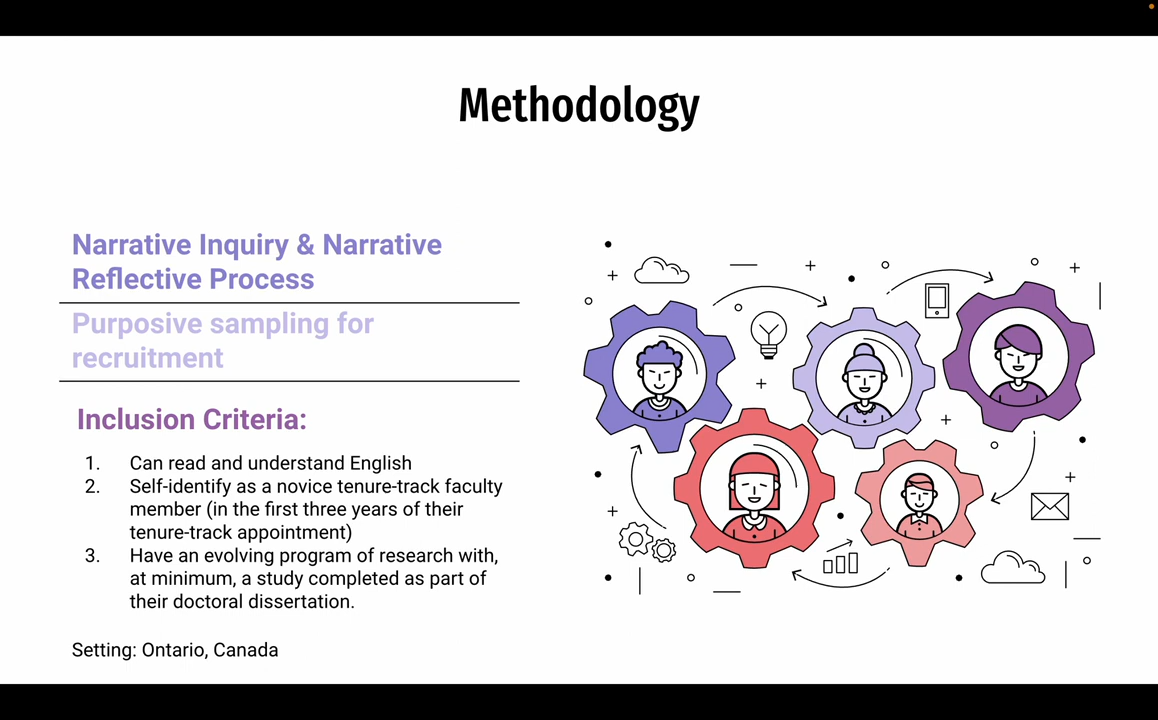 Methodology
Narrative Inquiry & Narrative
Reflective Process
Purposive sampling for
recruitment
Inclusion Criteria:
1. Can read and understand English
2. Self-identify as a novice tenure-track faculty
member (in the first three years of their
tenure-track appointment)
3. Have an evolving program of research with,
at minimum, a study completed as part of
their doctoral dissertation.
Setting: Ontario, Canada